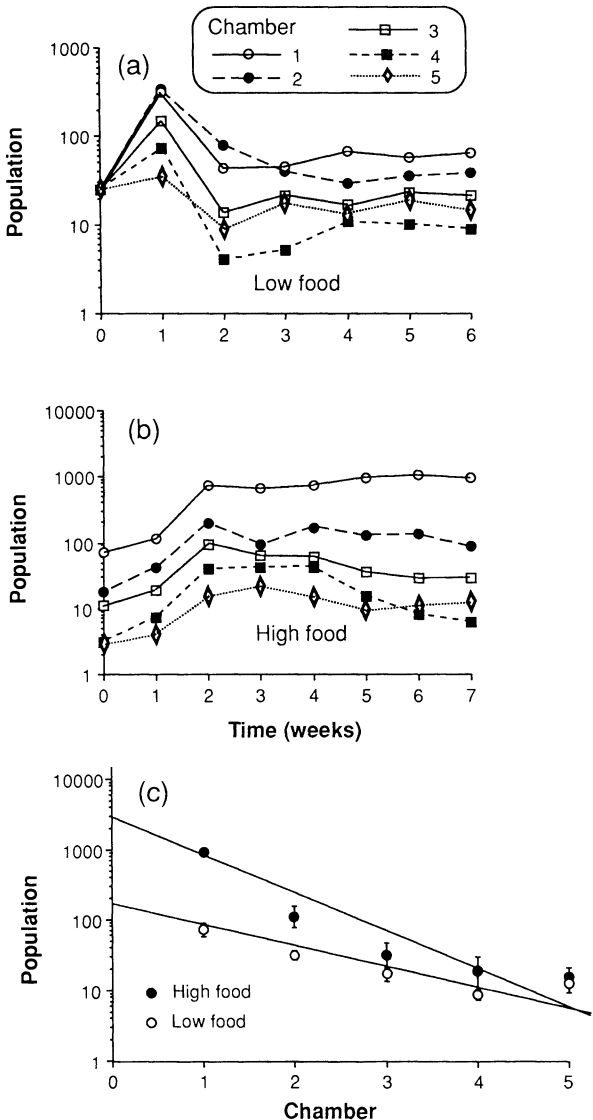 Chamber
1
2
3
4
5
(a)
1000
100
10
1
Population
0 1 2 3 4 5 6
Low food
(b)
10000
1000
100
10
1
Population
0 1 2 3 4 5 6 7
High food
Time (weeks)
(c)
10000
1000
100
10
1
Population
High food
Low food
0 1 2 3 4 5
Chamber